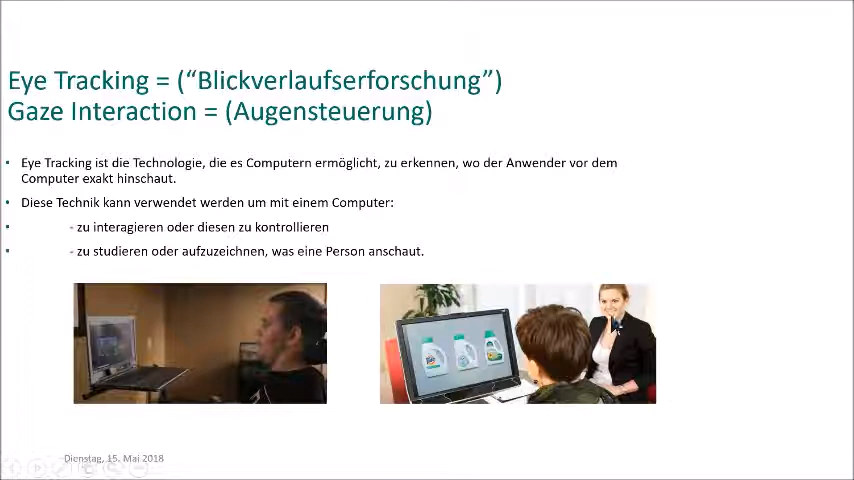 Eye Tracking = (“Blickverlaufserforschung”)
Gaze Interaction = (Augensteuerung)
Eye Tracking ist die Technologie, die es Computern ermöglicht, zu erkennen, wo der Anwender vor dem
Computer exakt hinschaut.
Diese Technik kann verwendet werden um mit einem Computer:
- zu interagieren oder diesen zu kontrollieren
- zu studieren oder aufzuzeichnen, was eine Person anschaut.
Dienstag, 15. Mai 2018